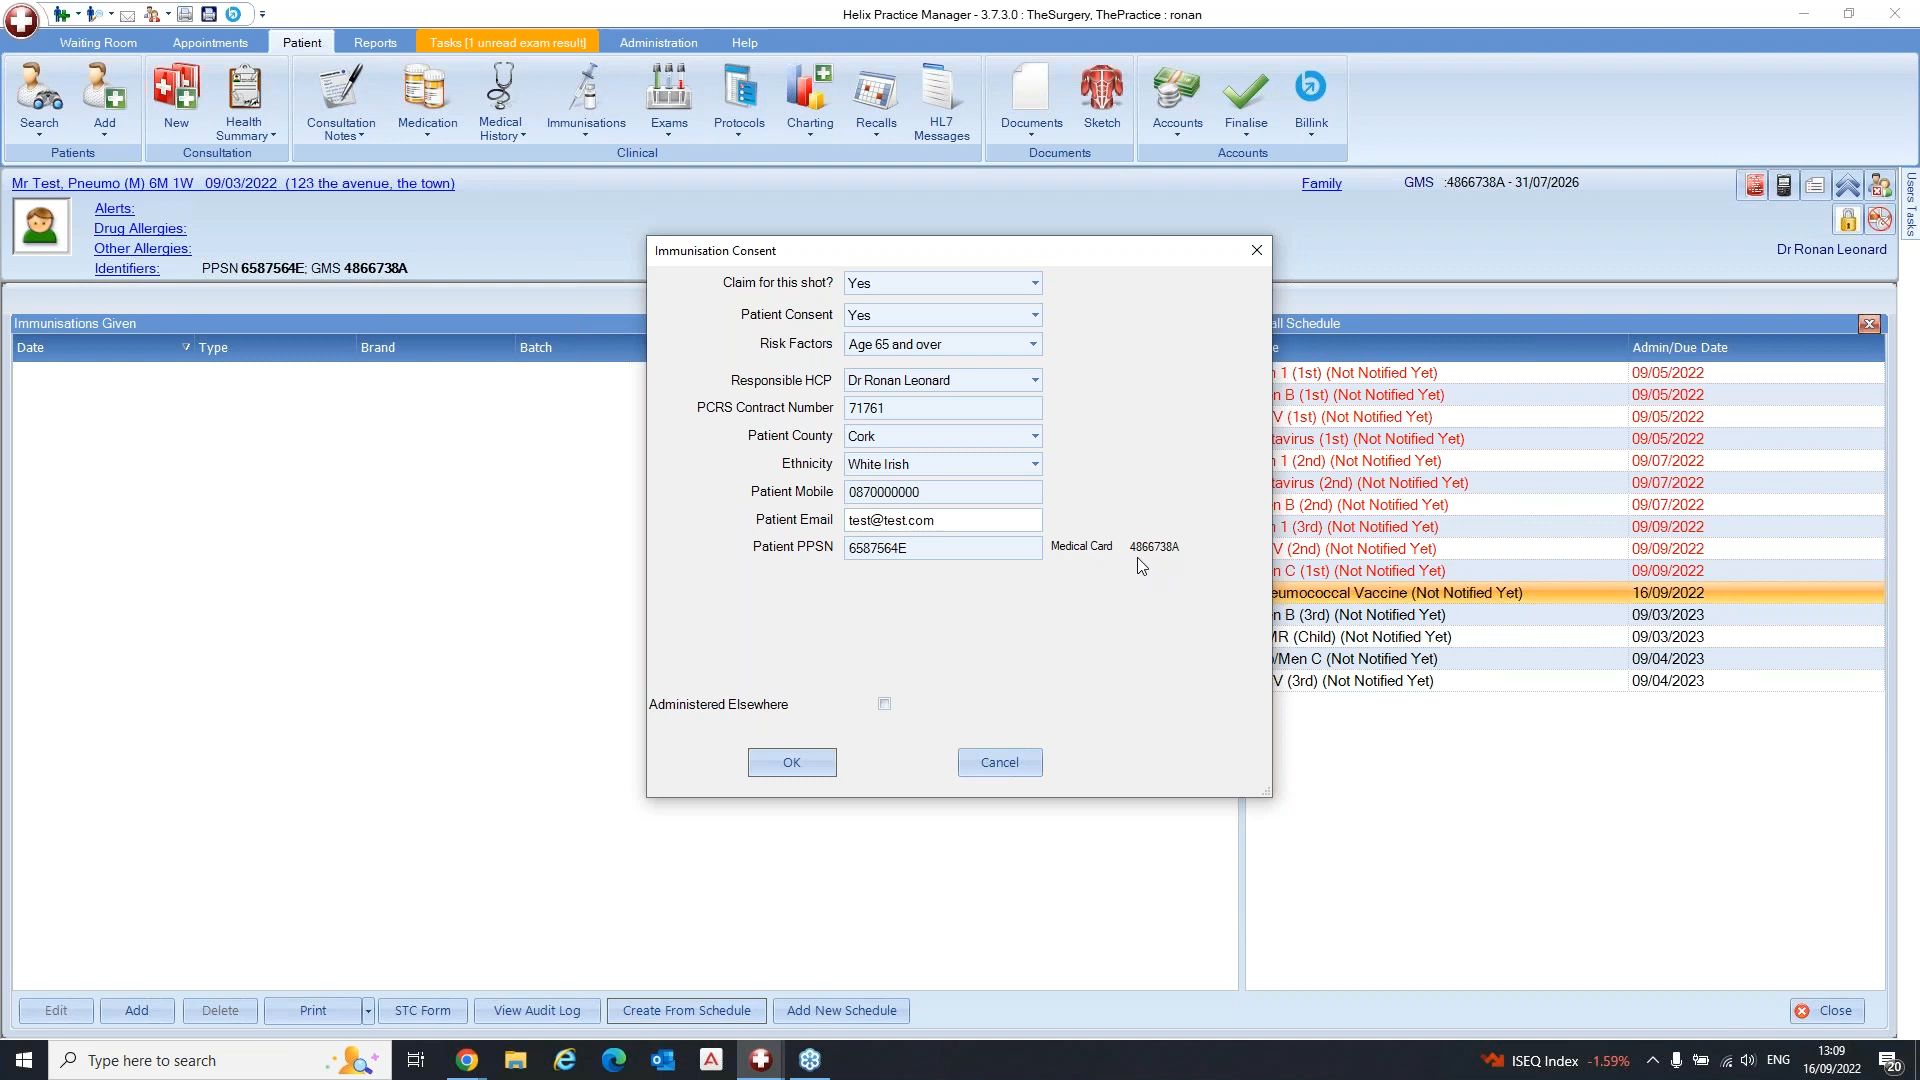 Helix Practice Manager - 3.7.3.0 : TheSurgery, ThePractice : ronan
Waiting Room Appointments Patient Reports Tasks [1 unread exam result] Administration Help
Search Add New Health Summary Consultation Notes Medication Medical History Immunisations Exams Protocols Charting Recalls HL7 Messages Documents Sketch Accounts Finalise Billink
Patients Consultation Clinical Documents Accounts
Mr Test, Pneumo (M) 6M 1W 09/03/2022 (123 the avenue, the town) Family GMS :4866738A - 31/07/2026
Users Tasks
Alerts:
Drug Allergies:
Other Allergies:
Dr Ronan Leonard
Identifiers: PPSN 6587564E; GMS 4866738A
Immunisations Given
Date Type Brand Batch
Immunisation Consent
Claim for this shot? Yes
Patient Consent Yes
Risk Factors Age 65 and over
Responsible HCP Dr Ronan Leonard
PCRS Contract Number 71761
Patient County Cork
Ethnicity White Irish
Patient Mobile 0870000000
Patient Email test@test.com
Patient PPSN 6587564E Medical Card 4866738A
Administered Elsewhere
OK Cancel
all Schedule
e Admin/Due Date
n 1 (1st) (Not Notified Yet) 09/05/2022
n B (1st) (Not Notified Yet) 09/05/2022
V (1st) (Not Notified Yet) 09/05/2022
tavirus (1st) (Not Notified Yet) 09/05/2022
n 1 (2nd) (Not Notified Yet) 09/07/2022
tavirus (2nd) (Not Notified Yet) 09/07/2022
n B (2nd) (Not Notified Yet) 09/07/2022
n 1 (3rd) (Not Notified Yet) 09/09/2022
V (2nd) (Not Notified Yet) 09/09/2022
n C (1st) (Not Notified Yet) 09/09/2022
eumococcal Vaccine (Not Notified Yet) 16/09/2022
n B (3rd) (Not Notified Yet) 09/03/2023
MR (Child) (Not Notified Yet) 09/03/2023
/Men C (Not Notified Yet) 09/04/2023
V (3rd) (Not Notified Yet) 09/04/2023
Edit Add Delete Print STC Form View Audit Log Create From Schedule Add New Schedule Close
Type here to search
ISEQ Index -1.59% ENG 13:09
16/09/2022
20